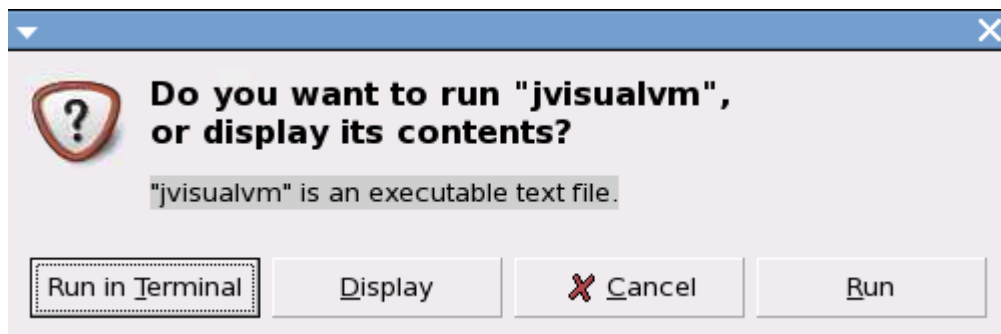 Do you want to run "jvisualvm",
or display its contents?
"jvisualvm" is an executable text file.
Run in Terminal
Display
Cancel
Run